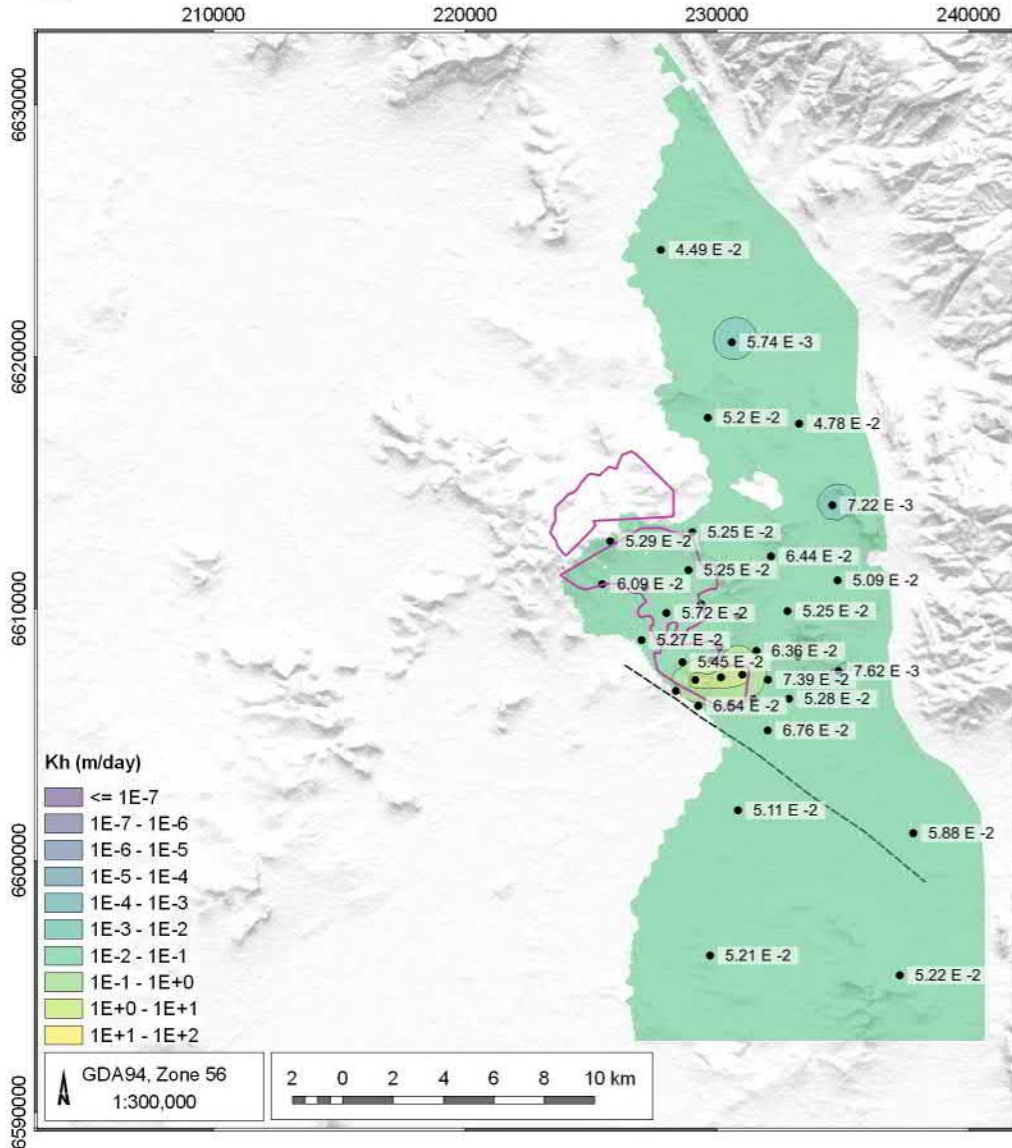 210000
220000
230000
240000
6630000
6620000
6610000
6600000
6590000
4.49 E -2
5.74 E -3
5.2 E -2
4.78 E -2
7.22 E -3
5.25 E -2
5.29 E -2
6.44 E -2
5.25 E -2
5.09 E -2
6.09 E -2
5.72 E -2
5.25 E -2
5.27 E -2
6.36 E -2
5.45 E -2
7.62 E -3
7.39 E -2
5.28 E -2
6.54 E -2
6.76 E -2
5.11 E -2
5.88 E -2
5.21 E -2
5.22 E -2
Kh (m/day)
<= 1E-7
1E-7 - 1E-6
1E-6 - 1E-5
1E-5 - 1E-4
1E-4 - 1E-3
1E-3 - 1E-2
1E-2 - 1E-1
1E-1 - 1E+0
1E+0 - 1E+1
1E+1 - 1E+2
GDA94, Zone 56
1:300,000
2 0 2 4 6 8 10 km